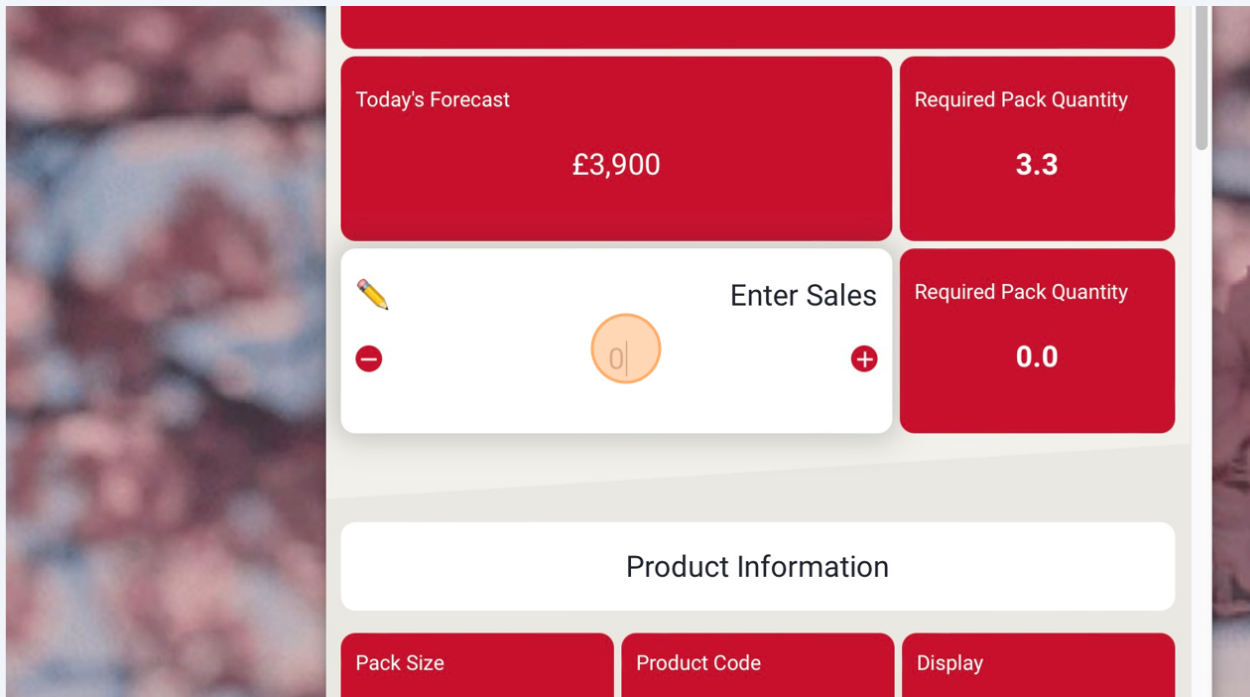 Today's Forecast
£3,900
Required Pack Quantity
3.3
Enter Sales
0
Required Pack Quantity
0.0
Product Information
Pack Size
Product Code
Display